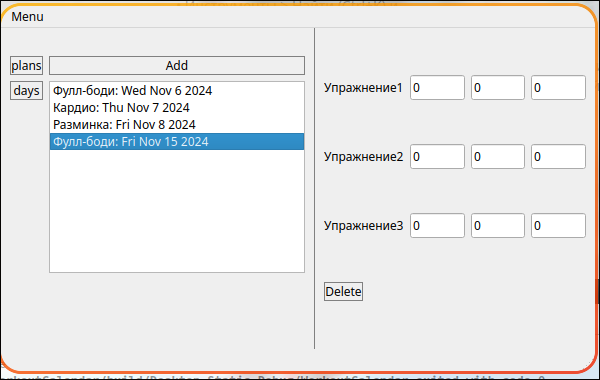 Menu
plans
Add
days
Фулл-боди: Wed Nov 6 2024
Кардио: Thu Nov 7 2024
Разминка: Fri Nov 8 2024
Фулл-боди: Fri Nov 15 2024
Упражнение1 0 0 0
Упражнение2 0 0 0
Упражнение3 0 0 0
Delete